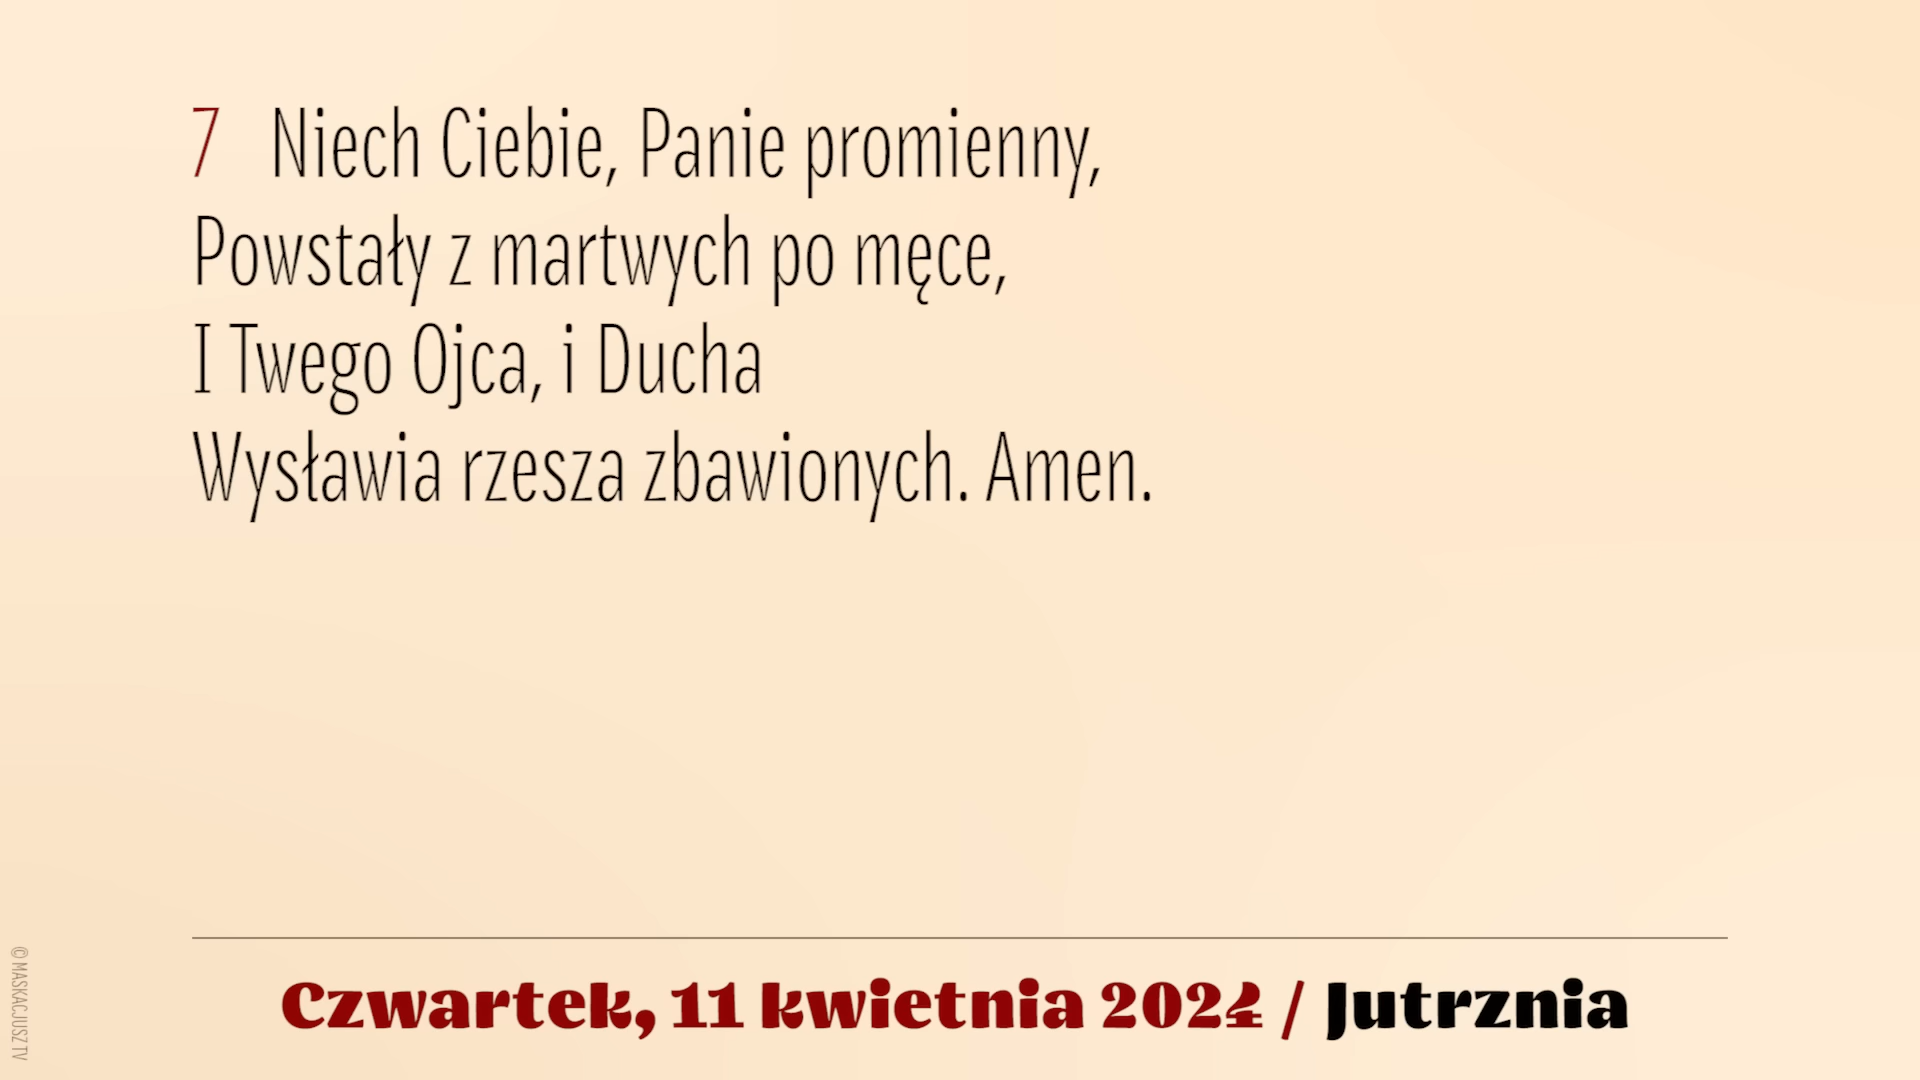 7 Niech Ciebie, Panie promienny,
Powstały z martwych po męce,
I Twego Ojca, i Ducha
Wysławia rzesza zbawionych. Amen.
Czwartek, 11 kwietnia 2024 / Jutrznia
© MASKACJUSZ TV